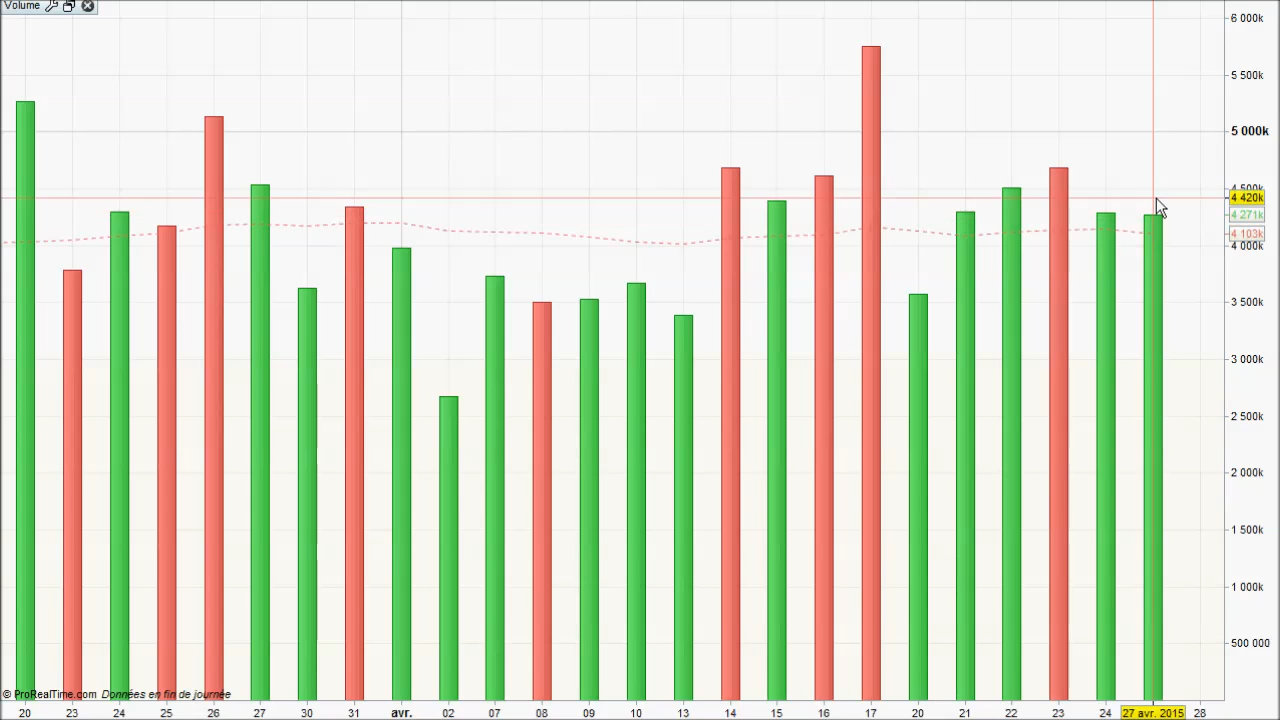 Volume
6 000k
5 500k
5 000k
4 500k
4 420k
4 271k
4 103k
4 000k
3 500k
3 000k
2 500k
2 000k
1 500k
1 000k
500 000
© ProRealTime.com Données en fin de journée
20 23 24 25 26 27 30 31 avr. 02 07 08 09 10 13 14 15 16 17 20 21 22 23 24 27 avr. 2015 28